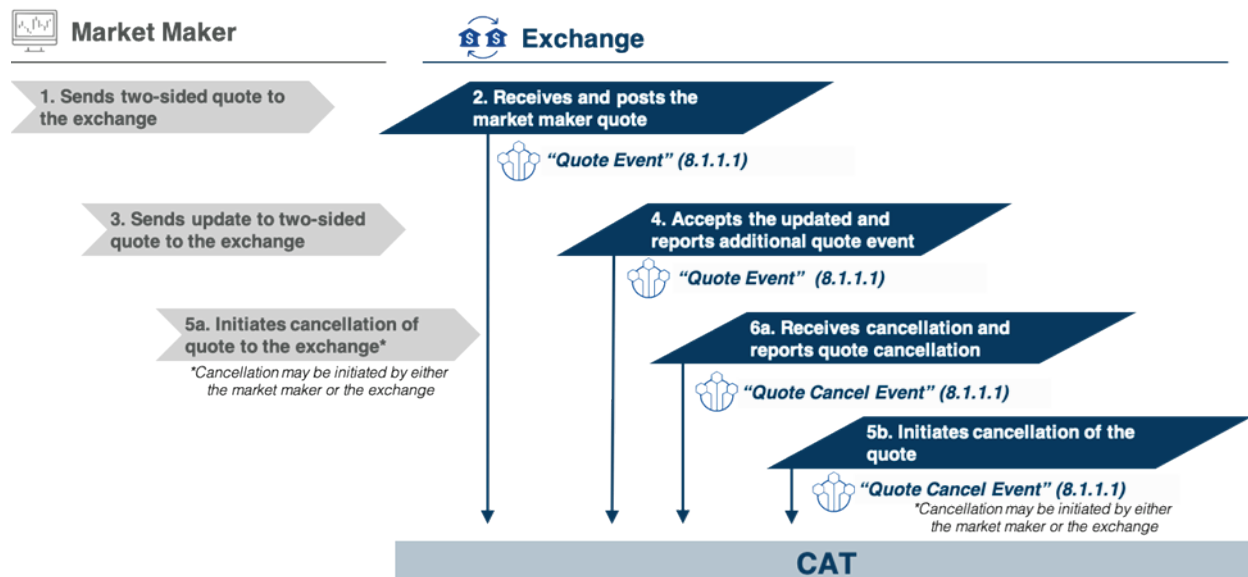 Market Maker
Exchange
1. Sends two-sided quote to
the exchange
2. Receives and posts the
market maker quote
"Quote Event" (8.1.1.1)
3. Sends update to two-sided
quote to the exchange
4. Accepts the updated and
reports additional quote event
"Quote Event" (8.1.1.1)
5a. Initiates cancellation of
quote to the exchange*
*Cancellation may be initiated by either
the market maker or the exchange
6a. Receives cancellation and
reports quote cancellation
"Quote Cancel Event" (8.1.1.1)
5b. Initiates cancellation of the
quote
"Quote Cancel Event" (8.1.1.1)
*Cancellation may be initiated by either
the market maker or the exchange
CAT